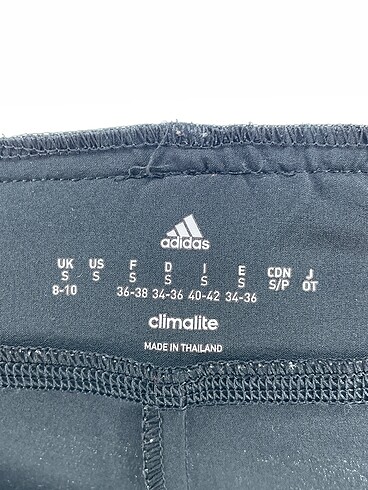 adidas
UK US F D I E CDN J
S S S S S S S/P OT
8-10 36-38 34-36 40-42 34-36
climalite
MADE IN THAILAND